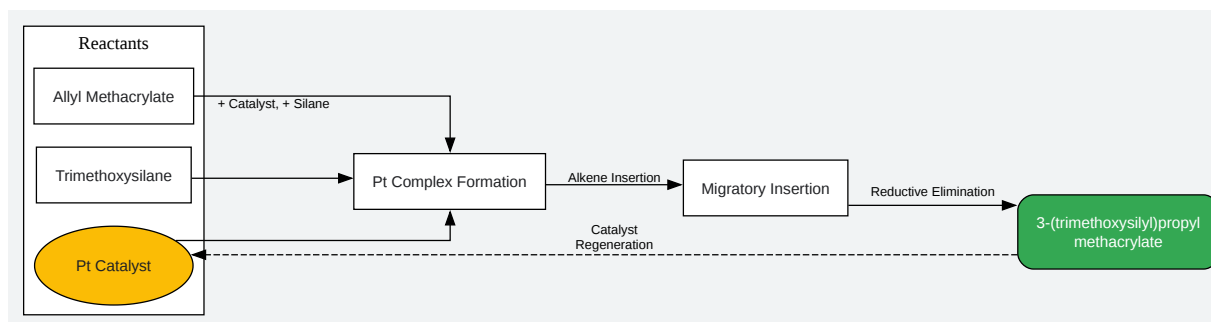 Reactants
Allyl Methacrylate
+ Catalyst, + Silane
Trimethoxysilane
Pt Complex Formation
Alkene Insertion
Migratory Insertion
Reductive Elimination
3-(trimethoxysilyl)propyl
methacrylate
Catalyst
Regeneration
Pt Catalyst